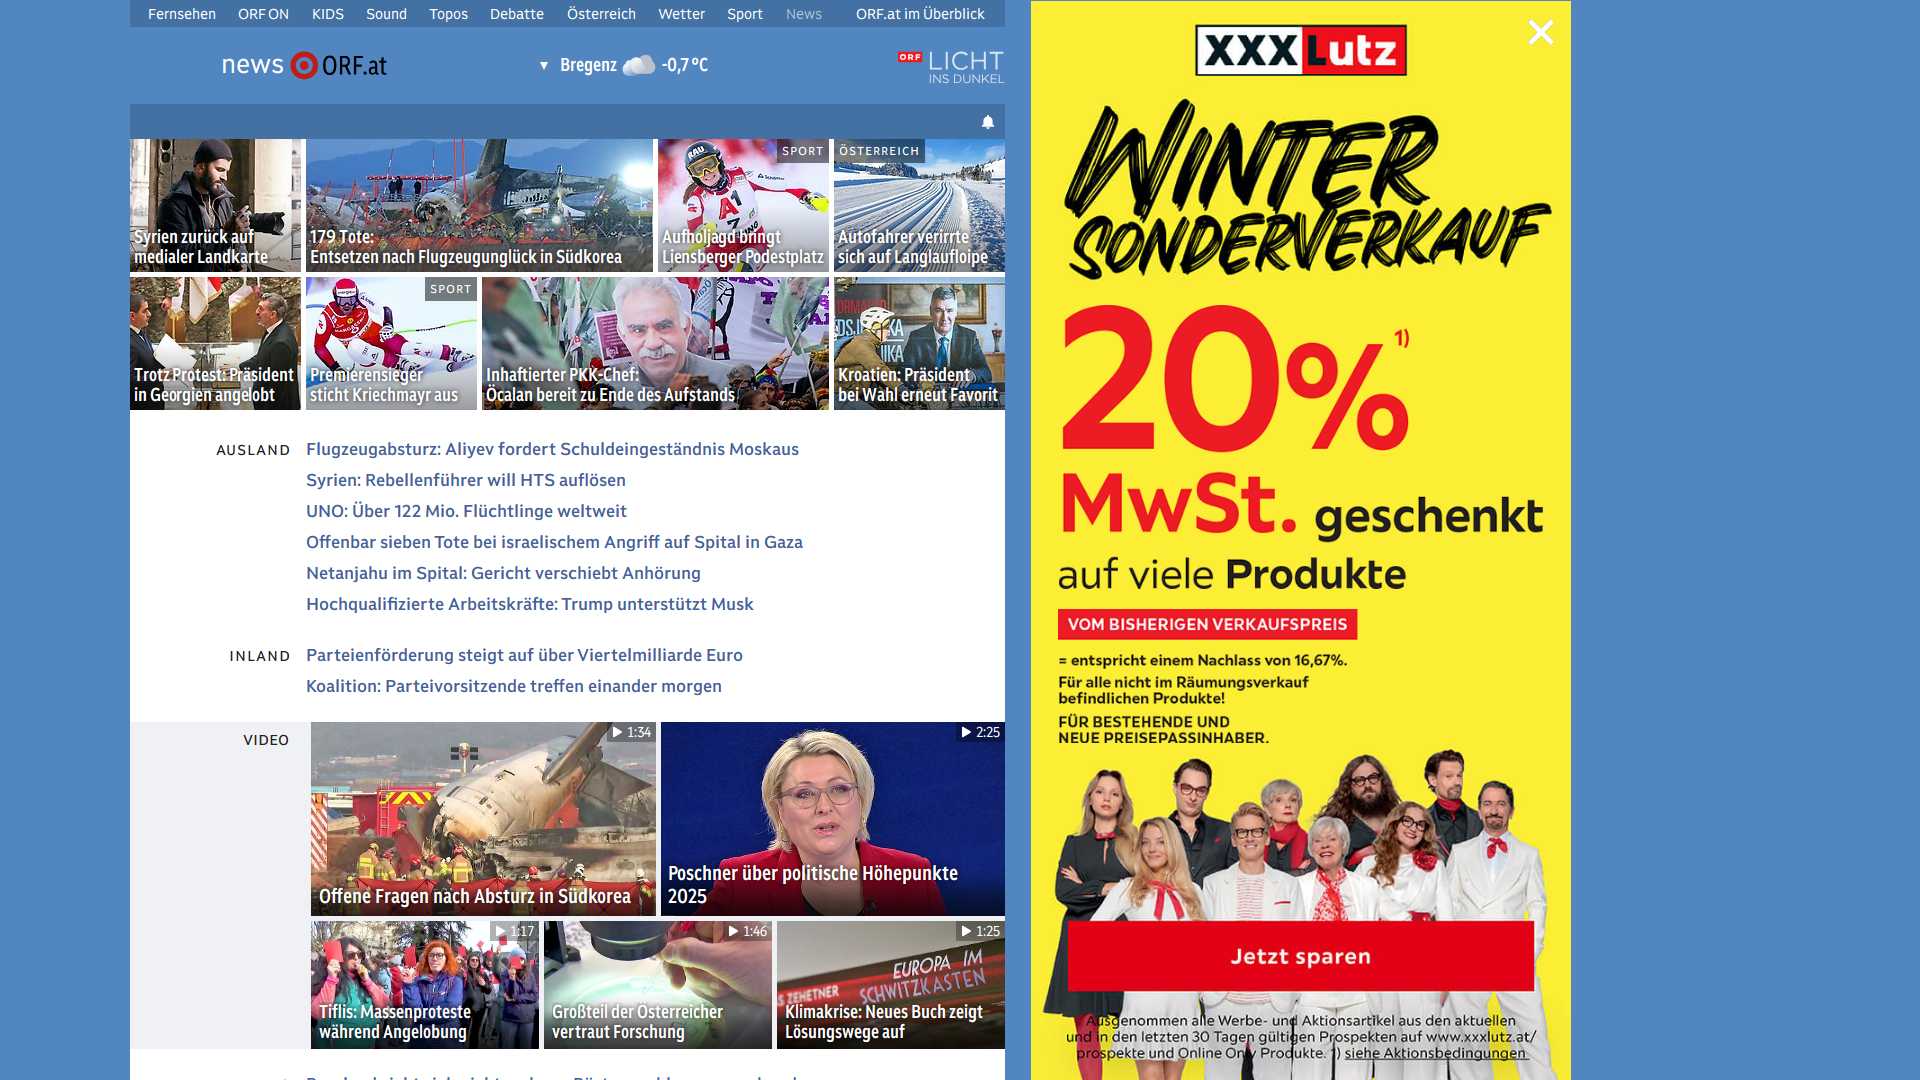 Fernsehen ORF ON KIDS Sound Topos Debatte Österreich Wetter Sport News ORF.at im Überblick
news ORF.at
▼ Bregenz -0,7 °C
ORF LICHT
INS DUNKEL
Syrien zurück auf
medialer Landkarte
179 Tote:
Entsetzen nach Flugzeugunglück in Südkorea
SPORT
Aufholjagd bringt
Liensberger Podestplatz
ÖSTERREICH
Autofahrer verirrte
sich auf Langlaufloipe
Trotz Protest: Präsident
in Georgien angelobt
SPORT
Premierensieger
sticht Kriechmayr aus
Inhaftierter PKK-Chef:
Öcalan bereit zu Ende des Aufstands
Kroatien: Präsident
bei Wahl erneut Favorit
AUSLAND
Flugzeugabsturz: Aliyev fordert Schuldeingeständnis Moskaus
Syrien: Rebellenführer will HTS auflösen
UNO: Über 122 Mio. Flüchtlinge weltweit
Offenbar sieben Tote bei israelischem Angriff auf Spital in Gaza
Netanjahu im Spital: Gericht verschiebt Anhörung
Hochqualifizierte Arbeitskräfte: Trump unterstützt Musk
INLAND
Parteienförderung steigt auf über Viertelmilliarde Euro
Koalition: Parteivorsitzende treffen einander morgen
VIDEO
1:34
Offene Fragen nach Absturz in Südkorea
2:25
Poschner über politische Höhepunkte
2025
1:17
Tiflis: Massenproteste
während Angelobung
1:46
Großteil der Österreicher
vertraut Forschung
1:25
EUROPA IM
SCHWITZKASTEN
ZEHETNER
Klimakrise: Neues Buch zeigt
Lösungswege auf
XXXLutz
WINTER
SONDERVERKAUF
20% 1)
MwSt. geschenkt
auf viele Produkte
VOM BISHERIGEN VERKAUFSPREIS
= entspricht einem Nachlass von 16,67%.
Für alle nicht im Räumungsverkauf
befindlichen Produkte!
FÜR BESTEHENDE UND
NEUE PREISEPASSINHABER.
Jetzt sparen
Ausgenommen alle Werbe- und Aktionsartikel aus den aktuellen
und in den letzten 30 Tagen gültigen Prospekten auf www.xxxlutz.at/
prospekte und Online Only Produkte. 1) siehe Aktionsbedingungen